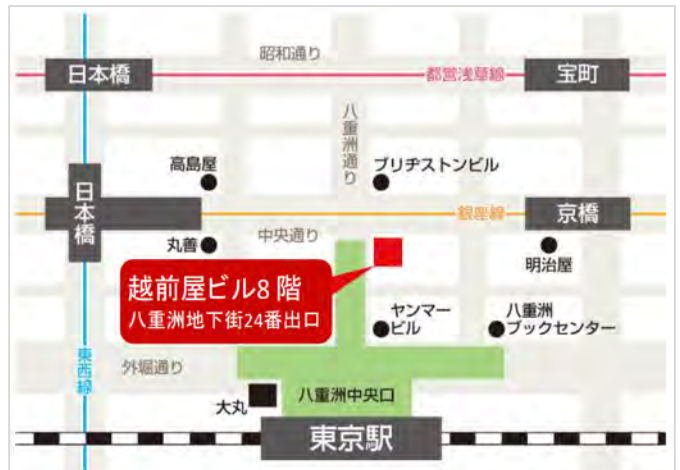 昭和通り
日本橋
都営浅草線
宝町
八重洲通り
高島屋
ブリヂストンビル
日本橋
銀座線
京橋
中央通り
丸善
明治屋
越前屋ビル8 階
八重洲地下街24番出口
ヤンマー
ビル
八重洲
ブックセンター
東西線
外堀通り
大丸
八重洲中央口
東京駅